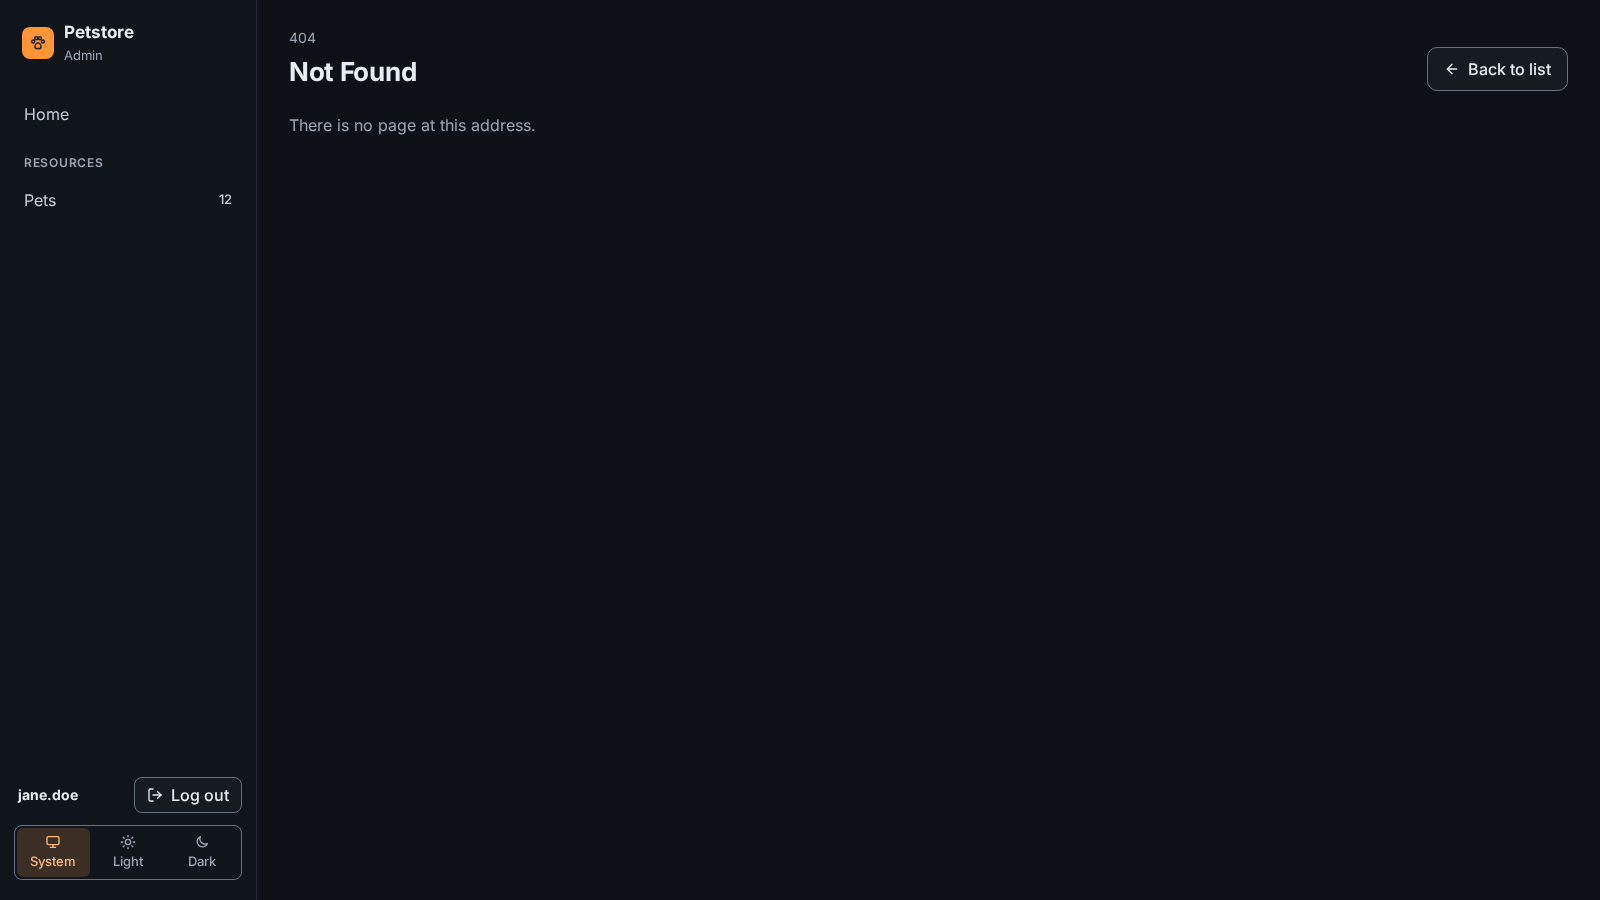 Petstore
Admin
Home
RESOURCES
Pets 12
jane.doe
Log out
System Light Dark
404
Not Found
Back to list
There is no page at this address.